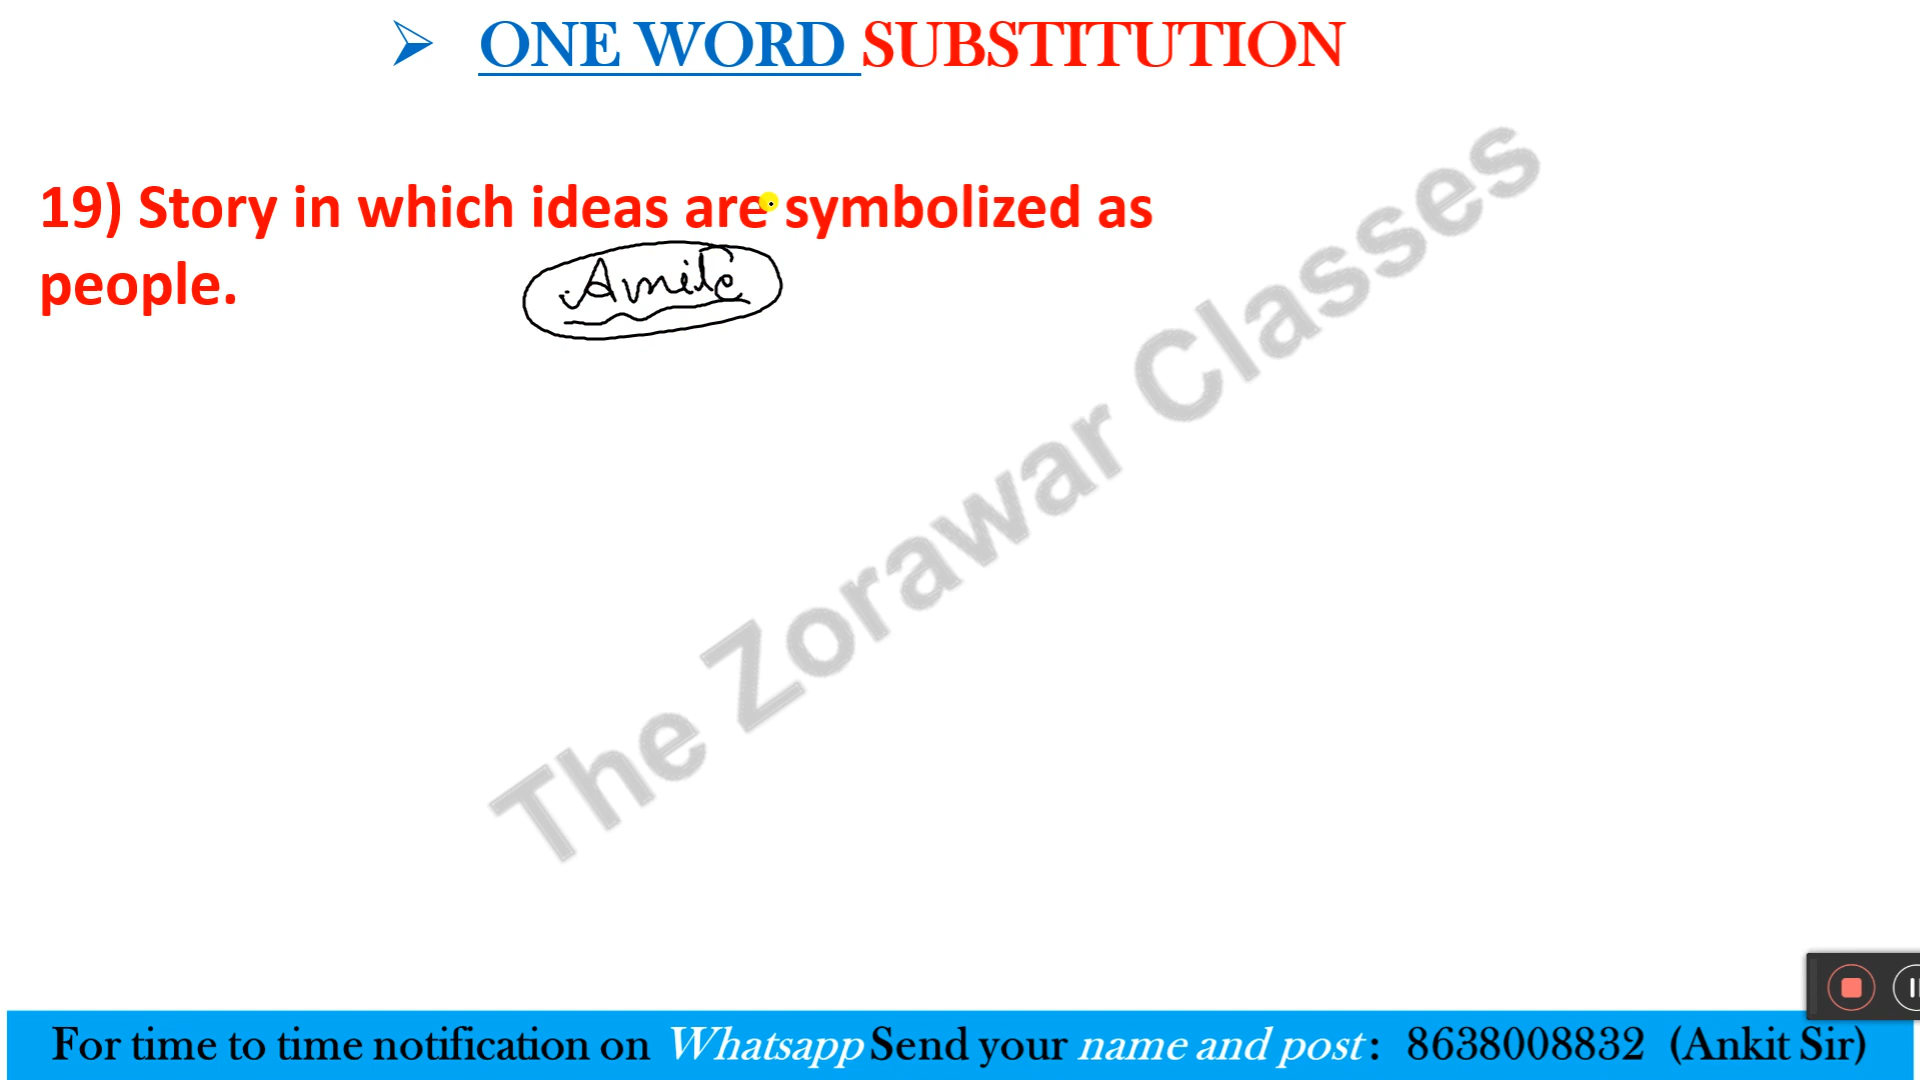 ONE WORD SUBSTITUTION
19) Story in which ideas are symbolized as
people.
The Zorawar Classes
For time to time notification on Whatsapp Send your name and post : 8638008832 (Ankit Sir)